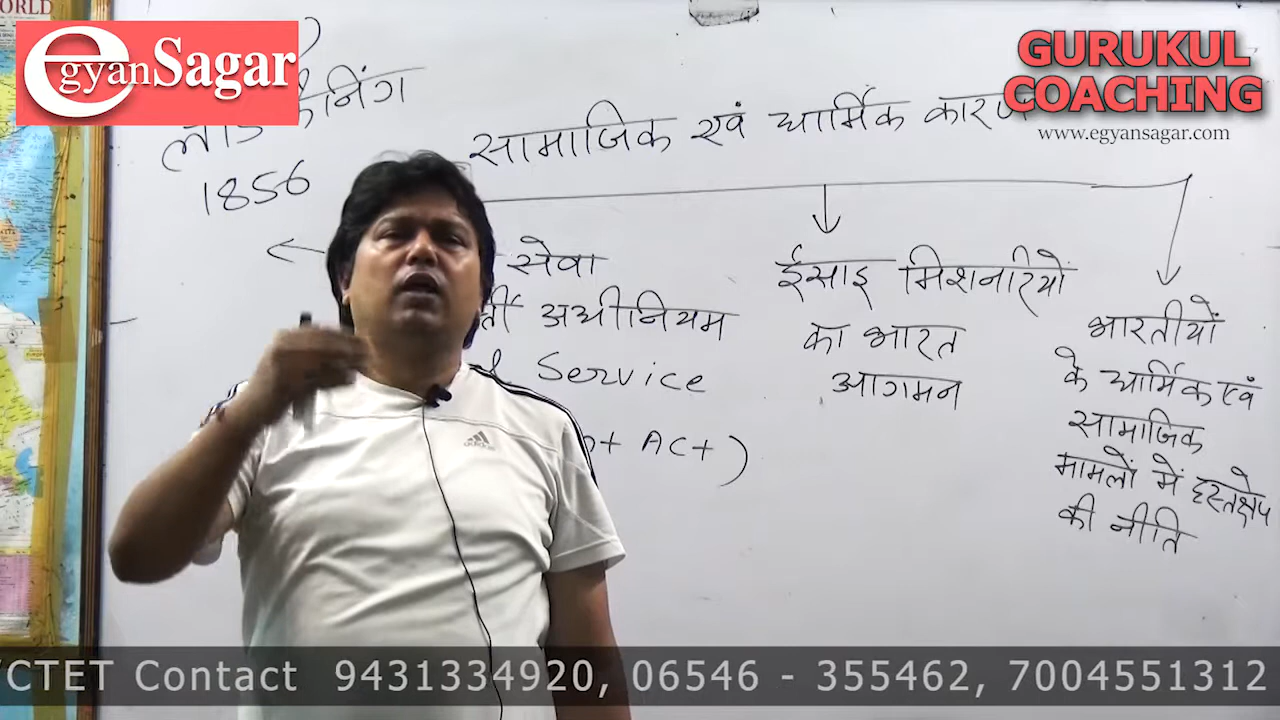 ORLD
egyanSagar
GURUKUL
COACHING
www.egyansagar.com
लार्ड कैनिंग
1856
सामाजिक एवं धार्मिक कारण
सेवा
अधीनियम
Service
AC+ )
ईसाइ मिशनरियों
का भारत
आगमन
भारतीयों
के धार्मिक एवं
सामाजिक
मामलों में हस्तक्षेप
की नीति
/CTET Contact 9431334920, 06546 - 355462, 7004551312